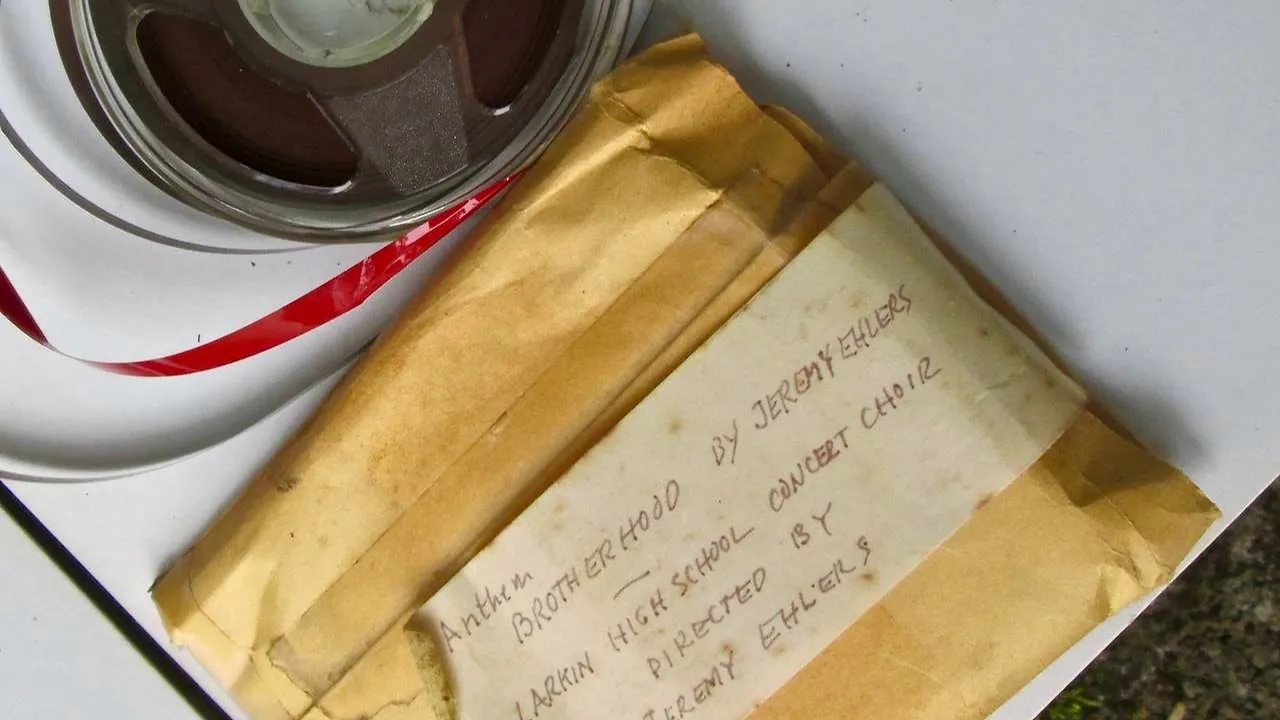 Anthem
BROTHERHOOD BY JEREMY EHLERS
—
LARKIN HIGH SCHOOL CONCERT CHOIR
DIRECTED BY
JEREMY EHLERS